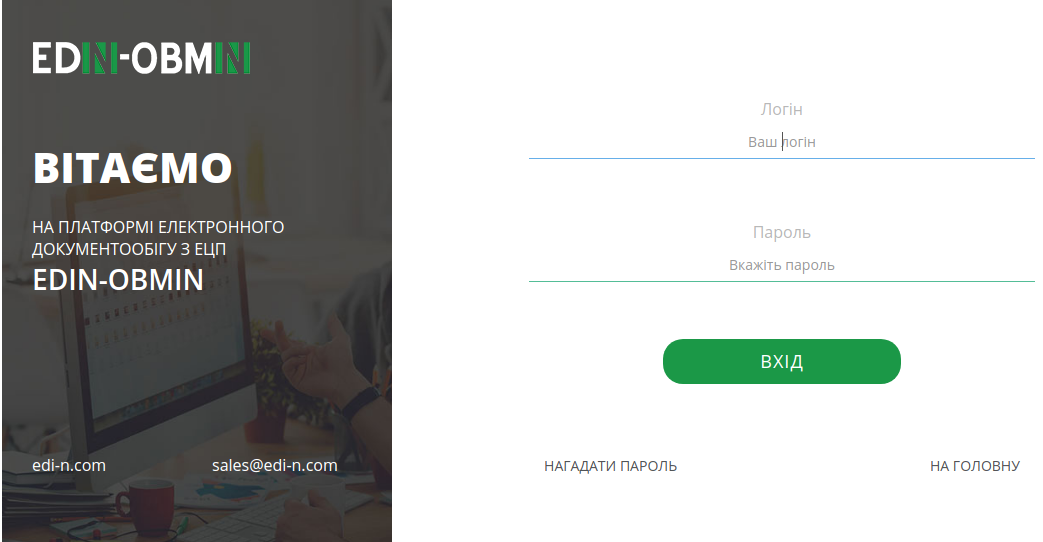 EDIN-OBMIN
ВІТАЄМО
НА ПЛАТФОРМІ ЕЛЕКТРОННОГО
ДОКУМЕНТООБІГУ З ЕЦП
EDIN-OBMIN
edi-n.com
sales@edi-n.com
Логін
Ваш логін
Пароль
Вкажіть пароль
ВХІД
НАГАДАТИ ПАРОЛЬ
НА ГОЛОВНУ